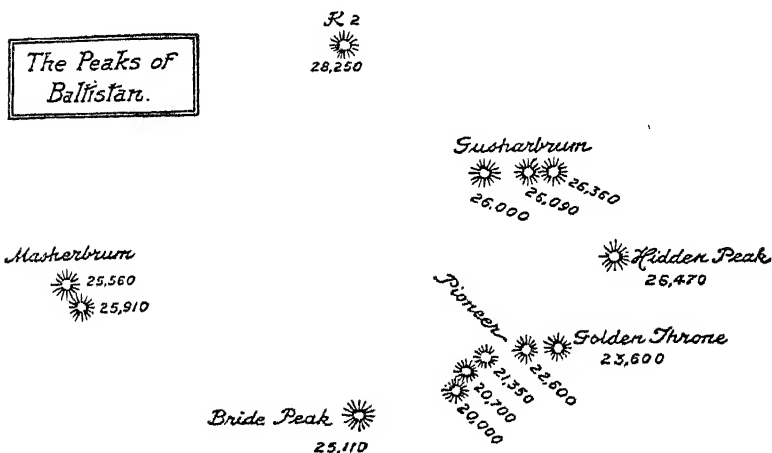 The Peaks of
Baltistan.
K 2
28,250
Gusharbrum
26,000
26,090
26,360
Masherbrum
25,560
25,910
Hidden Peak
26,470
Pioneer
Golden Throne
23,600
22,600
21,350
20,700
20,000
Bride Peak
25,110